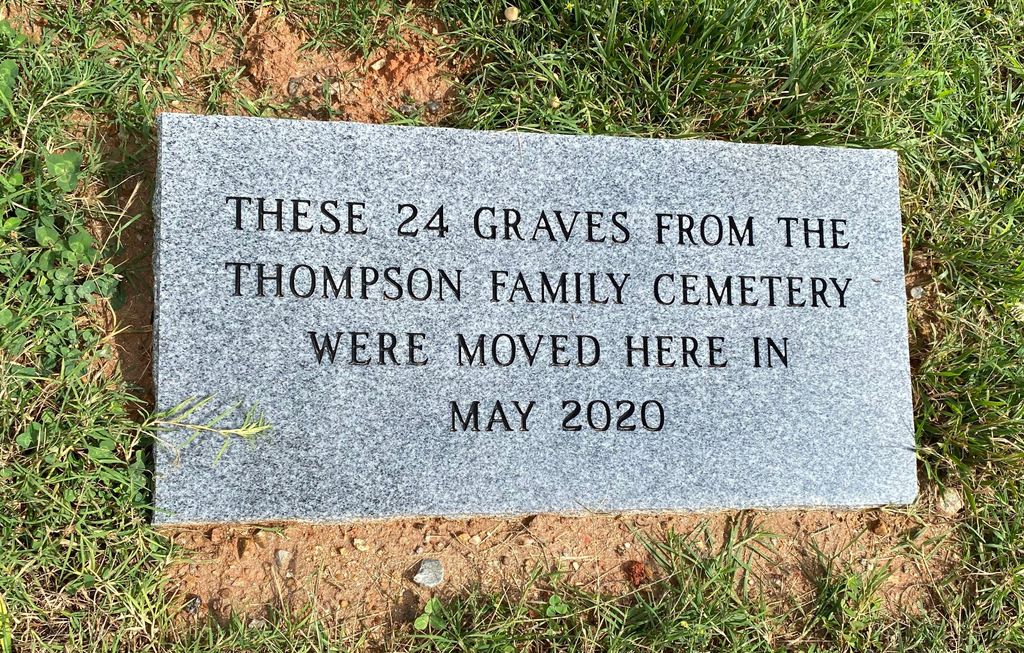 THESE 24 GRAVES FROM THE
THOMPSON FAMILY CEMETERY
WERE MOVED HERE IN
MAY 2020